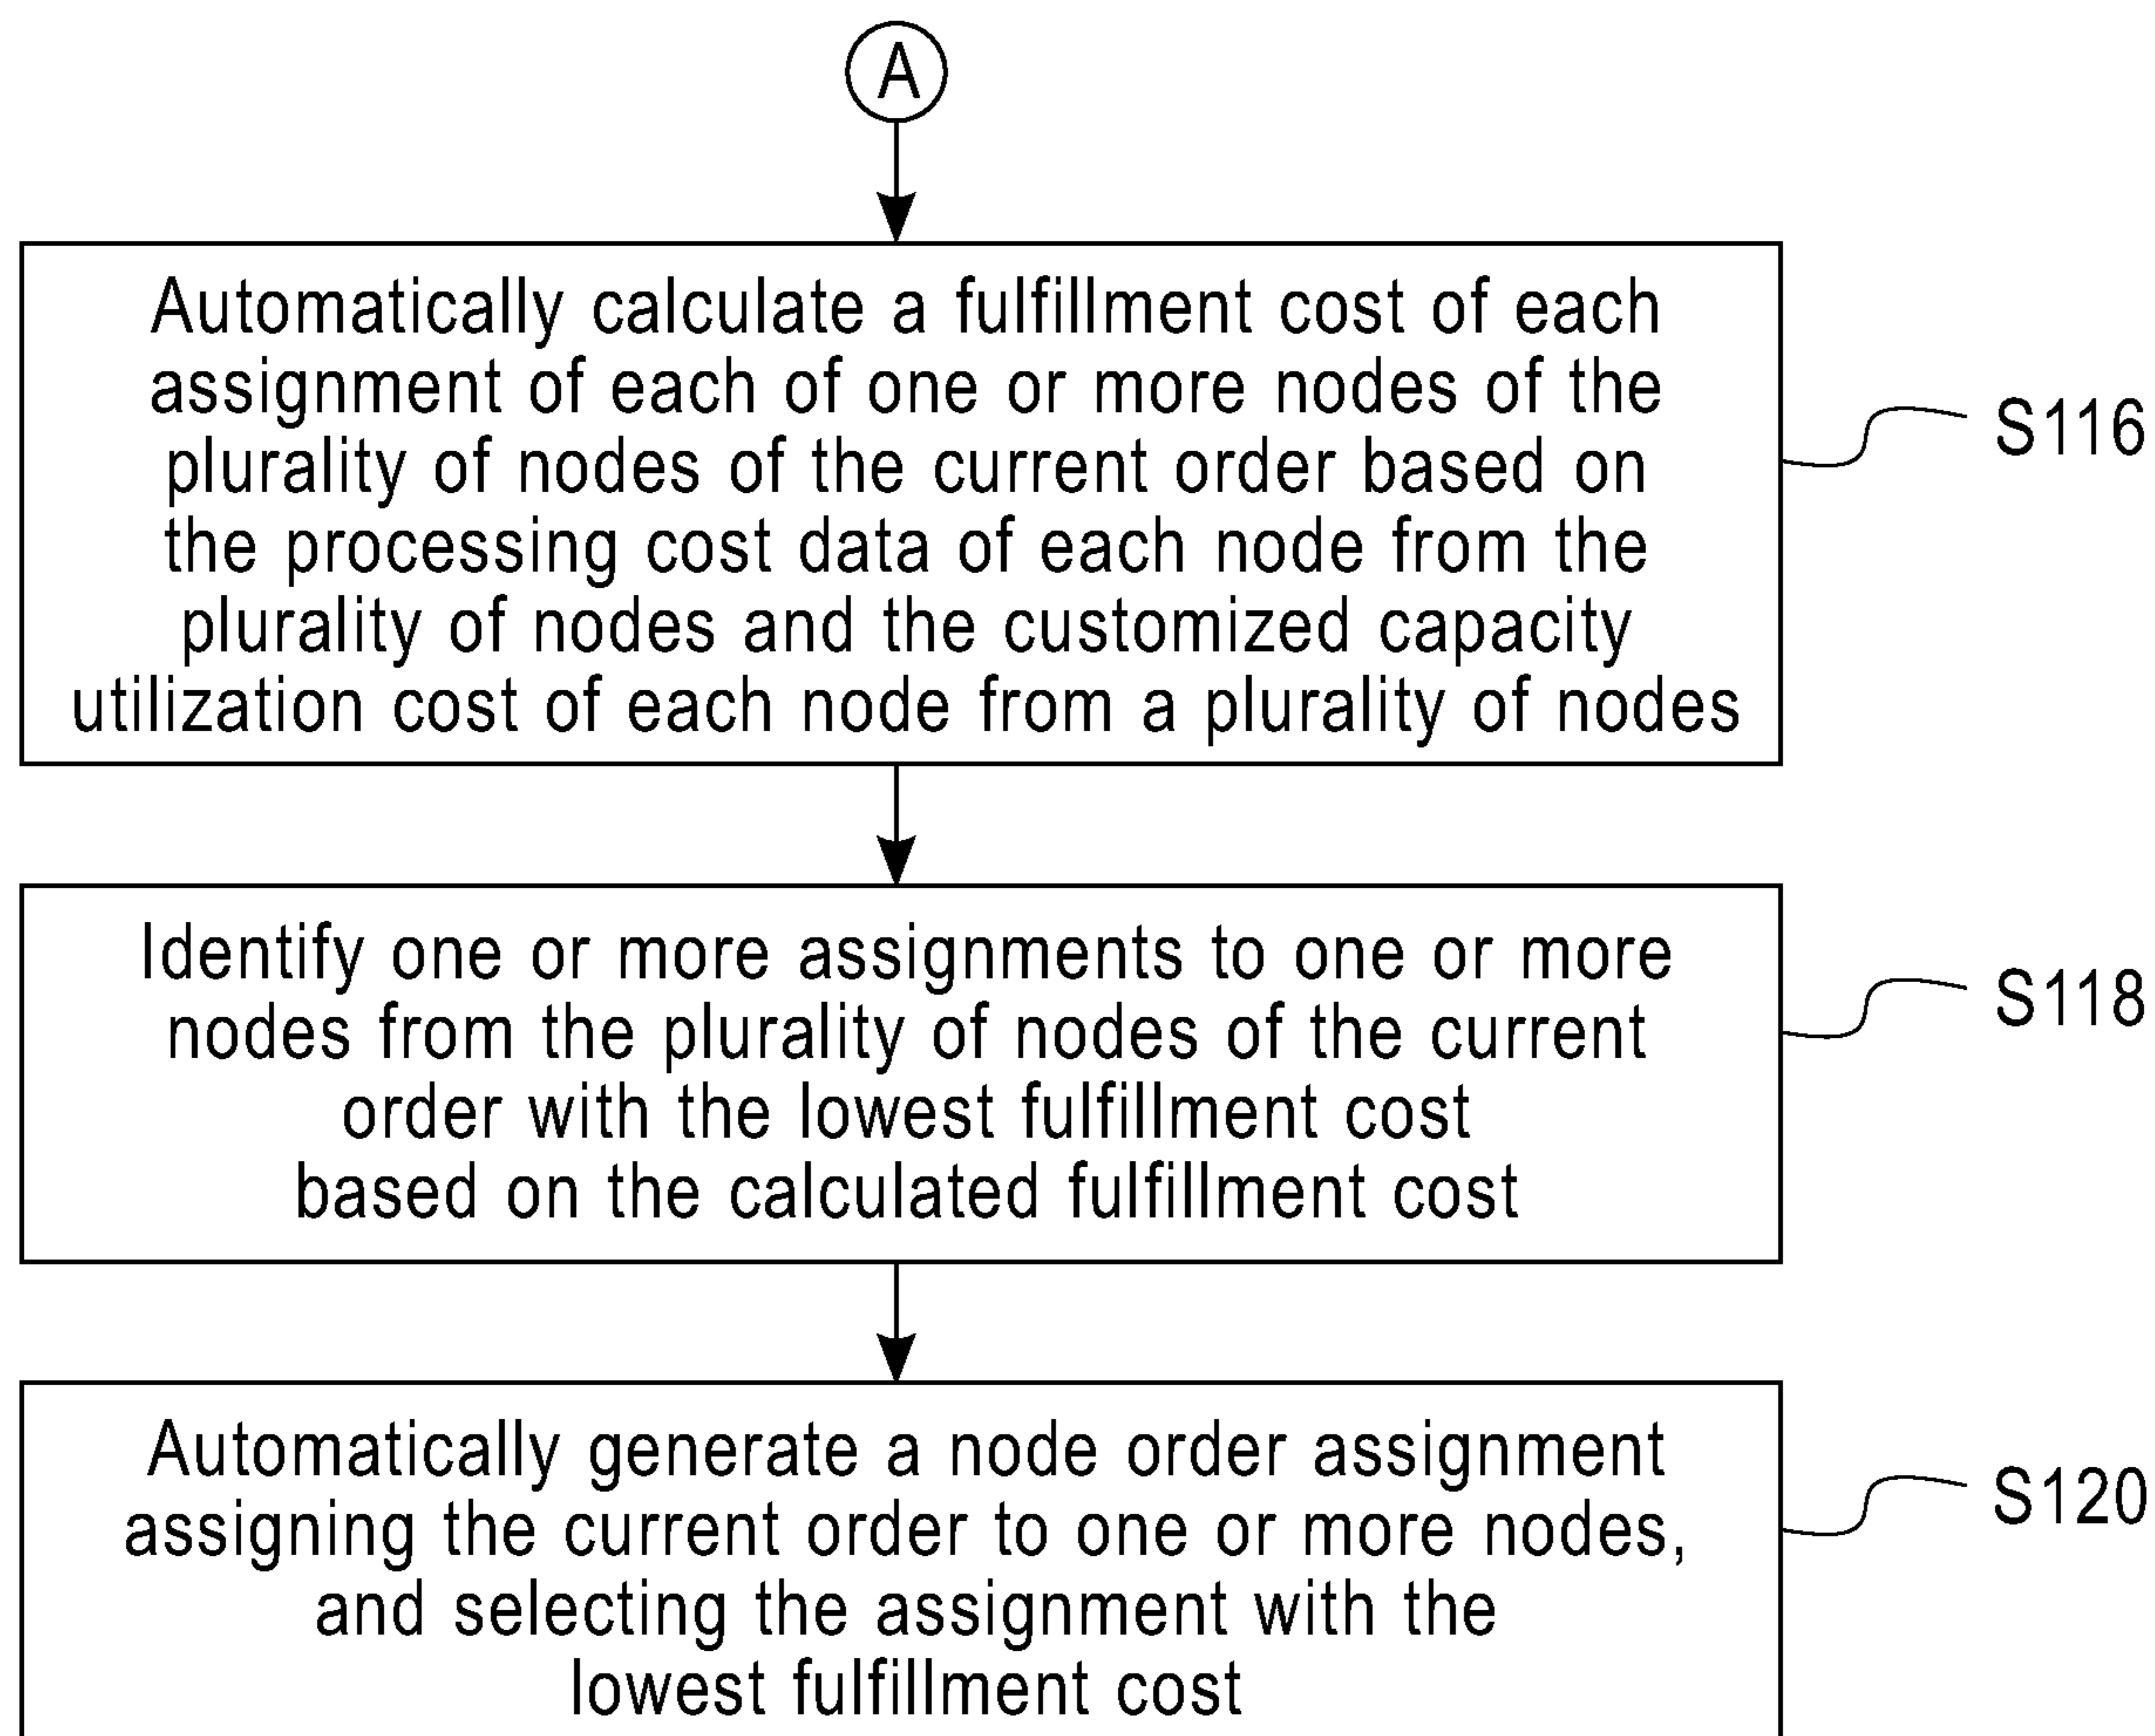 A
Automatically calculate a fulfillment cost of each
assignment of each of one or more nodes of the
plurality of nodes of the current order based on
the processing cost data of each node from the
plurality of nodes and the customized capacity
utilization cost of each node from a plurality of nodes
S116
Identify one or more assignments to one or more
nodes from the plurality of nodes of the current
order with the lowest fulfillment cost
based on the calculated fulfillment cost
S118
Automatically generate a node order assignment
assigning the current order to one or more nodes,
and selecting the assignment with the
lowest fulfillment cost
S120